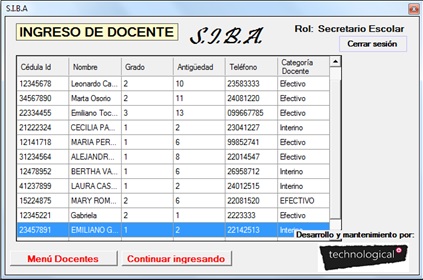 S.I.B.A
INGRESO DE DOCENTE
S.I.B.A
Rol: Secretario Escolar
Cerrar sesión
Cédula Id Nombre Grado Antigüedad Teléfono Categoría Docente
12345678 Leonardo Ca... 2 10 23583333 Efectivo
34567890 Marta Osorio 2 11 24081220 Efectivo
22334455 Emiliano Toc... 3 13 099667785 Efectivo
21222324 CECILIA PA... 1 2 23041227 Interino
12141718 MARIA PER... 1 6 99852741 Efectivo
31234564 ALEJANDR... 1 8 22014547 Efectivo
12478952 BERTHA VA... 1 6 26958712 Interino
41237899 LAURA CAS... 1 2 24012515 Interino
15224875 MARY ROM... 2 6 22081520 EFECTIVO
12345221 Gabriela 2 1 2223333 Efectivo
23457891 EMILIANO G... 1 2 22142513
Desarrollo y mantenimiento por:
Menú Docentes
Continuar ingresando
technological